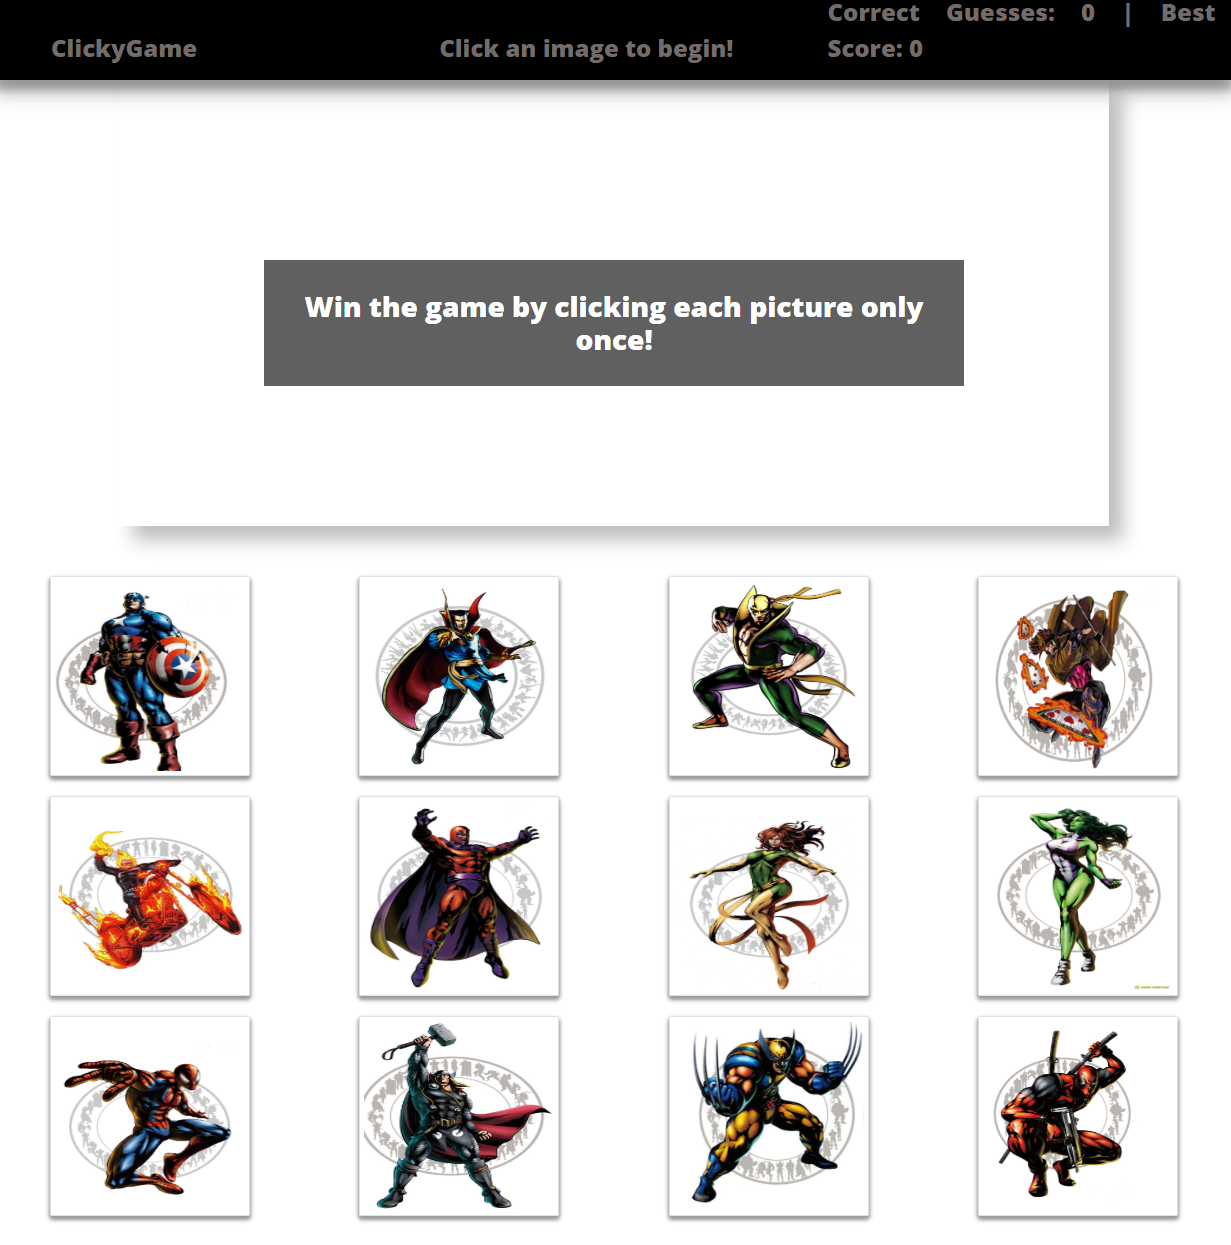 ClickyGame
Click an image to begin!
Correct Guesses: 0 | Best
Score: 0
Win the game by clicking each picture only
once!